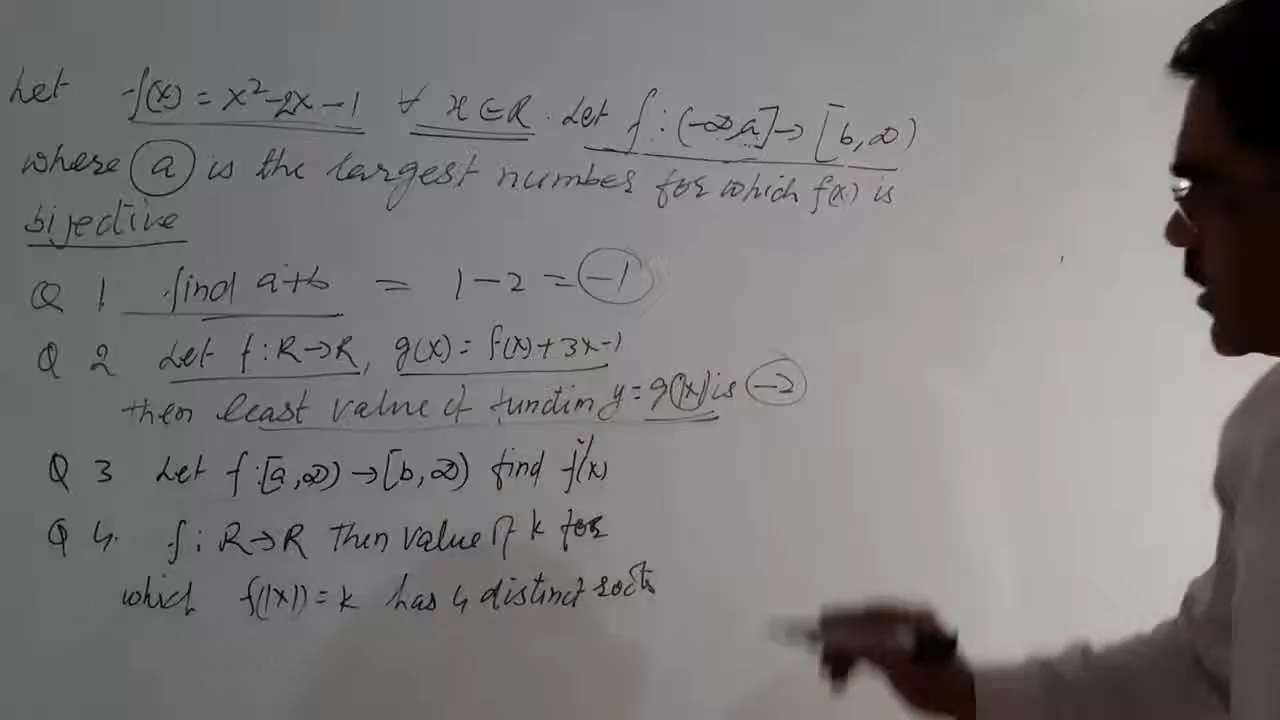 Let f(x) = x²-2x-1 ∀ x∈R. Let f:(-∞,a]→[b,∞)
where a is the largest number for which f(x) is
bijective
Q 1 find a+b = 1-2 = -1
Q 2 Let f:R→R, g(x)= f(x)+3x-1
then least value of function y=g(|x|) is -2
Q 3 Let f:[a,∞)→[b,∞) find f⁻¹(x)
Q 4. f: R→R Then value of k for
which f(|x|)=k has 4 distinct roots